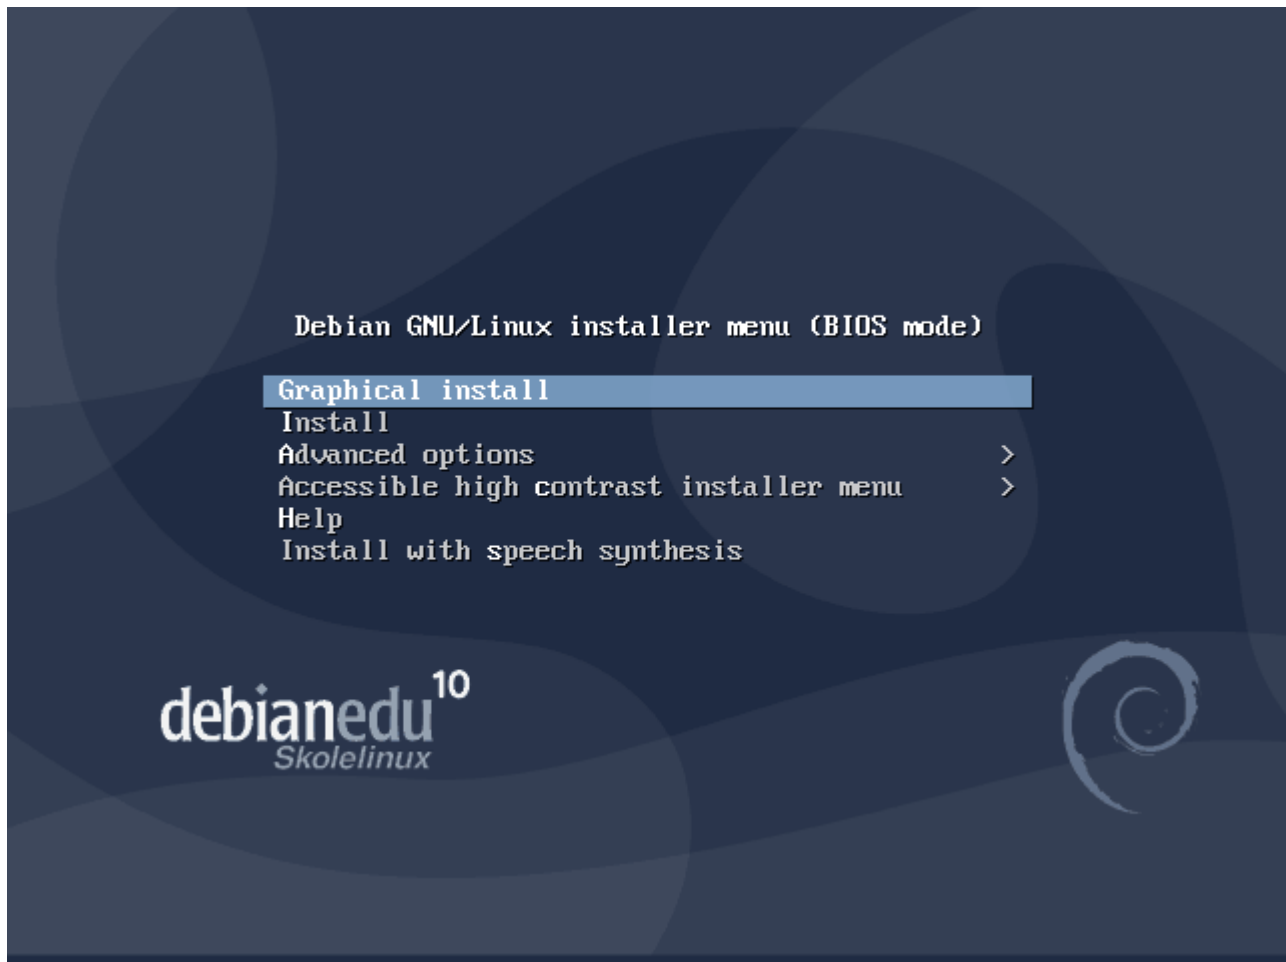 Debian GNU/Linux installer menu (BIOS mode)
Graphical install
Install
Advanced options >
Accessible high contrast installer menu >
Help
Install with speech synthesis
debianedu 10
Skolelinux